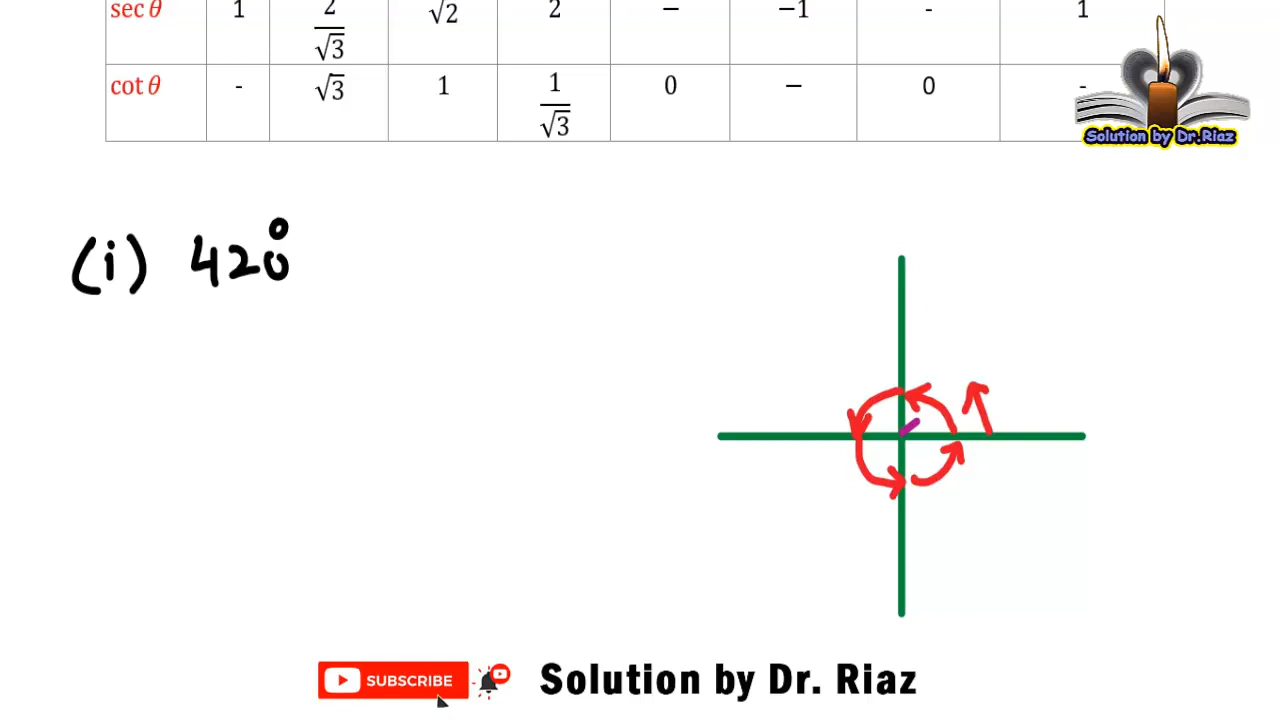 sec θ 1 2/√3 √2 2 − −1 - 1
cot θ - √3 1 1/√3 0 − 0 -
Solution by Dr.Riaz
(i) 420°
SUBSCRIBE
Solution by Dr. Riaz